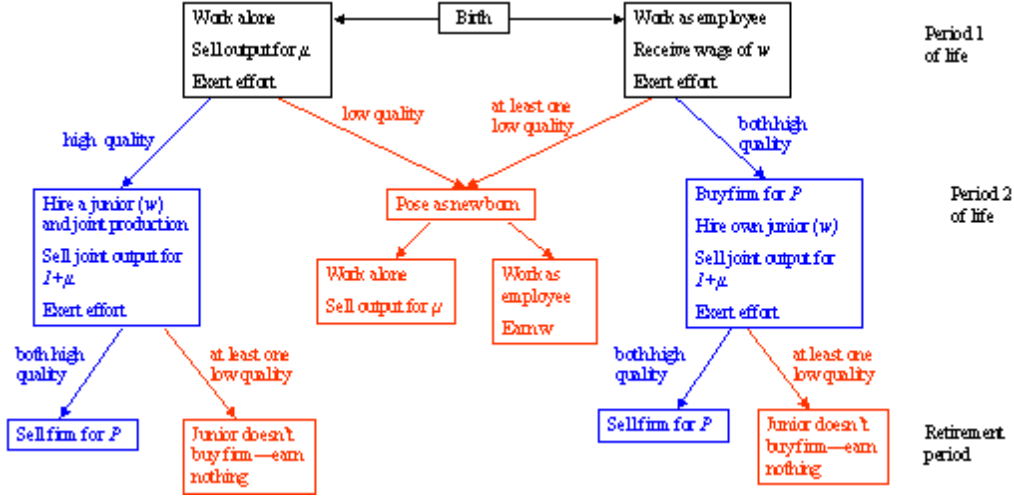 Work alone
Sell output for μ
Exert effort
Birth
Work as employee
Receive wage of w
Exert effort
Period 1
of life
high quality
low quality
at least one
low quality
both high
quality
Hire a junior (w)
and joint production
Sell joint output for
1+μ
Exert effort
Pose as newborn
Buy firm for P
Hire own junior (w)
Sell joint output for
1+μ
Exert effort
Period 2
of life
Work alone
Sell output for μ
Work as
employee
Earn w
both high
quality
at least one
low quality
both high
quality
at least one
low quality
Sell firm for P
Junior doesn't
buy firm—earn
nothing
Sell firm for P
Junior doesn't
buy firm—earn
nothing
Retirement
period